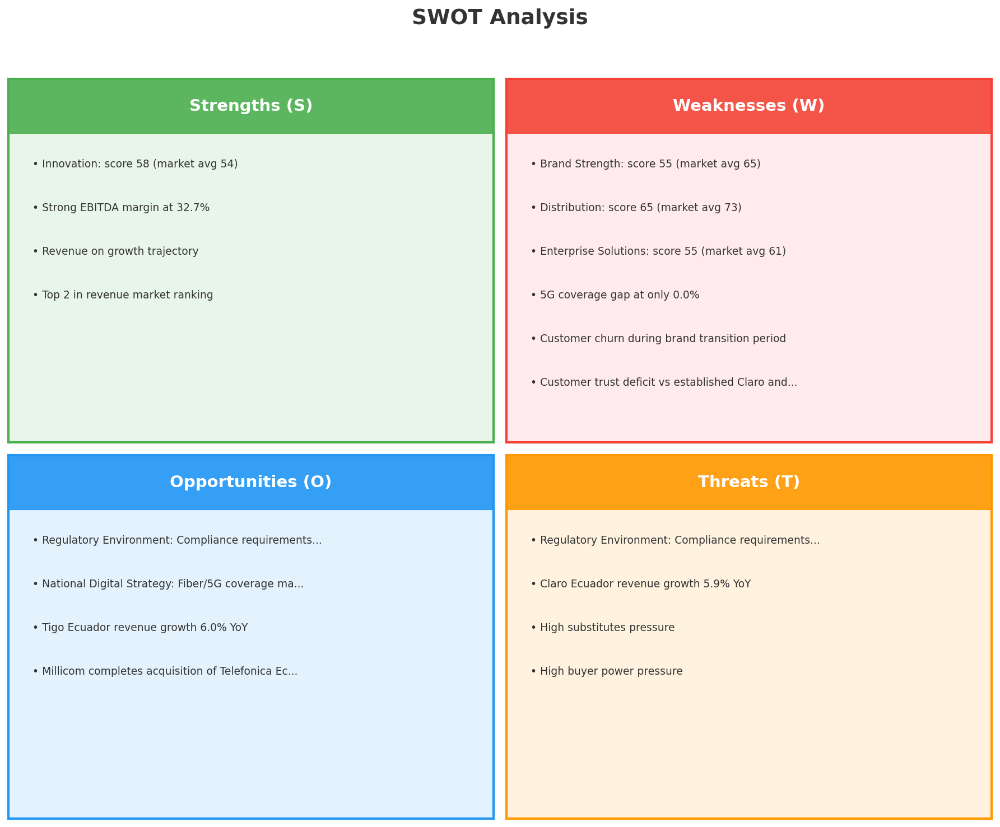 SWOT Analysis
Strengths (S)
• Innovation: score 58 (market avg 54)
• Strong EBITDA margin at 32.7%
• Revenue on growth trajectory
• Top 2 in revenue market ranking
Weaknesses (W)
• Brand Strength: score 55 (market avg 65)
• Distribution: score 65 (market avg 73)
• Enterprise Solutions: score 55 (market avg 61)
• 5G coverage gap at only 0.0%
• Customer churn during brand transition period
• Customer trust deficit vs established Claro and...
Opportunities (O)
• Regulatory Environment: Compliance requirements...
• National Digital Strategy: Fiber/5G coverage ma...
• Tigo Ecuador revenue growth 6.0% YoY
• Millicom completes acquisition of Telefonica Ec...
Threats (T)
• Regulatory Environment: Compliance requirements...
• Claro Ecuador revenue growth 5.9% YoY
• High substitutes pressure
• High buyer power pressure